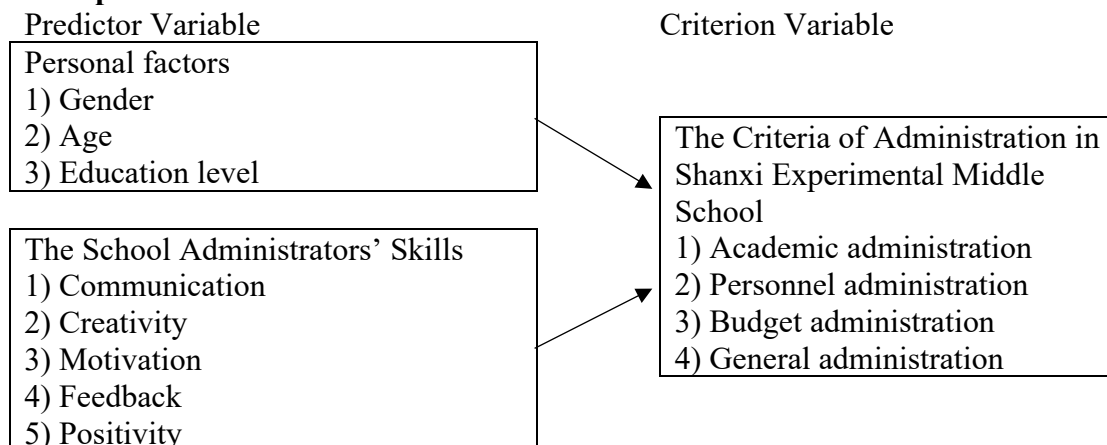 Predictor Variable
Criterion Variable
Personal factors
1) Gender
2) Age
3) Education level
The School Administrators’ Skills
1) Communication
2) Creativity
3) Motivation
4) Feedback
5) Positivity
The Criteria of Administration in
Shanxi Experimental Middle
School
1) Academic administration
2) Personnel administration
3) Budget administration
4) General administration